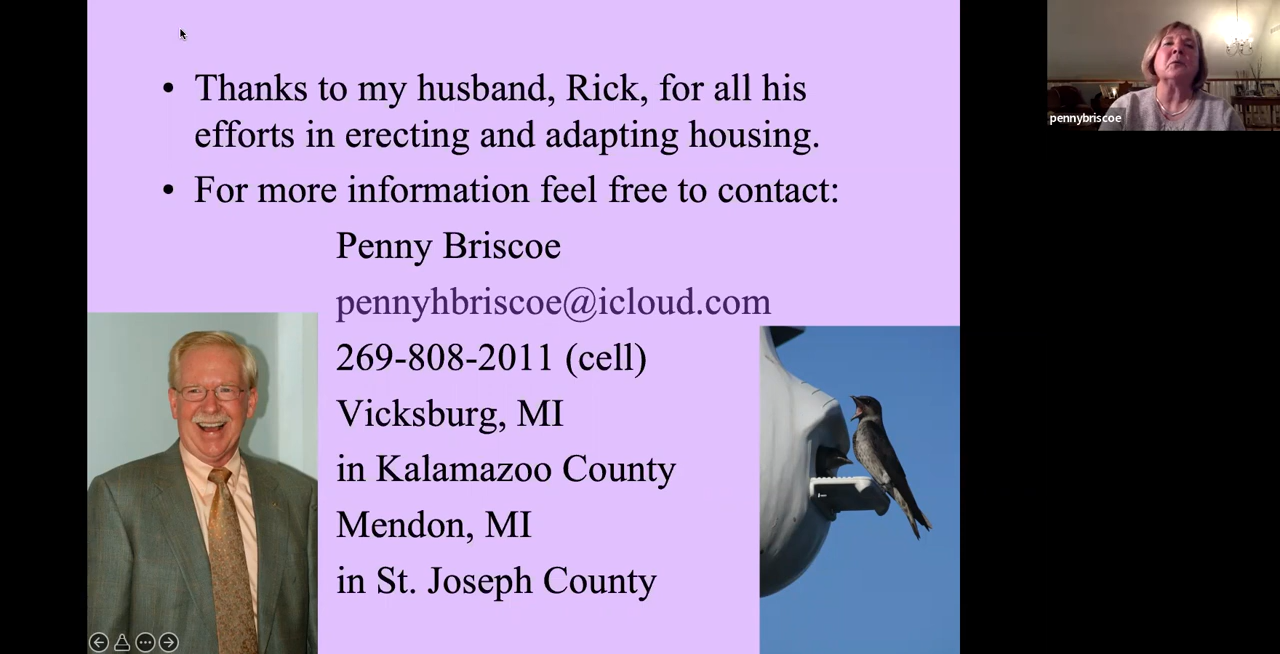 • Thanks to my husband, Rick, for all his
efforts in erecting and adapting housing.
• For more information feel free to contact:
Penny Briscoe
pennyhbriscoe@icloud.com
269-808-2011 (cell)
Vicksburg, MI
in Kalamazoo County
Mendon, MI
in St. Joseph County
pennybriscoe